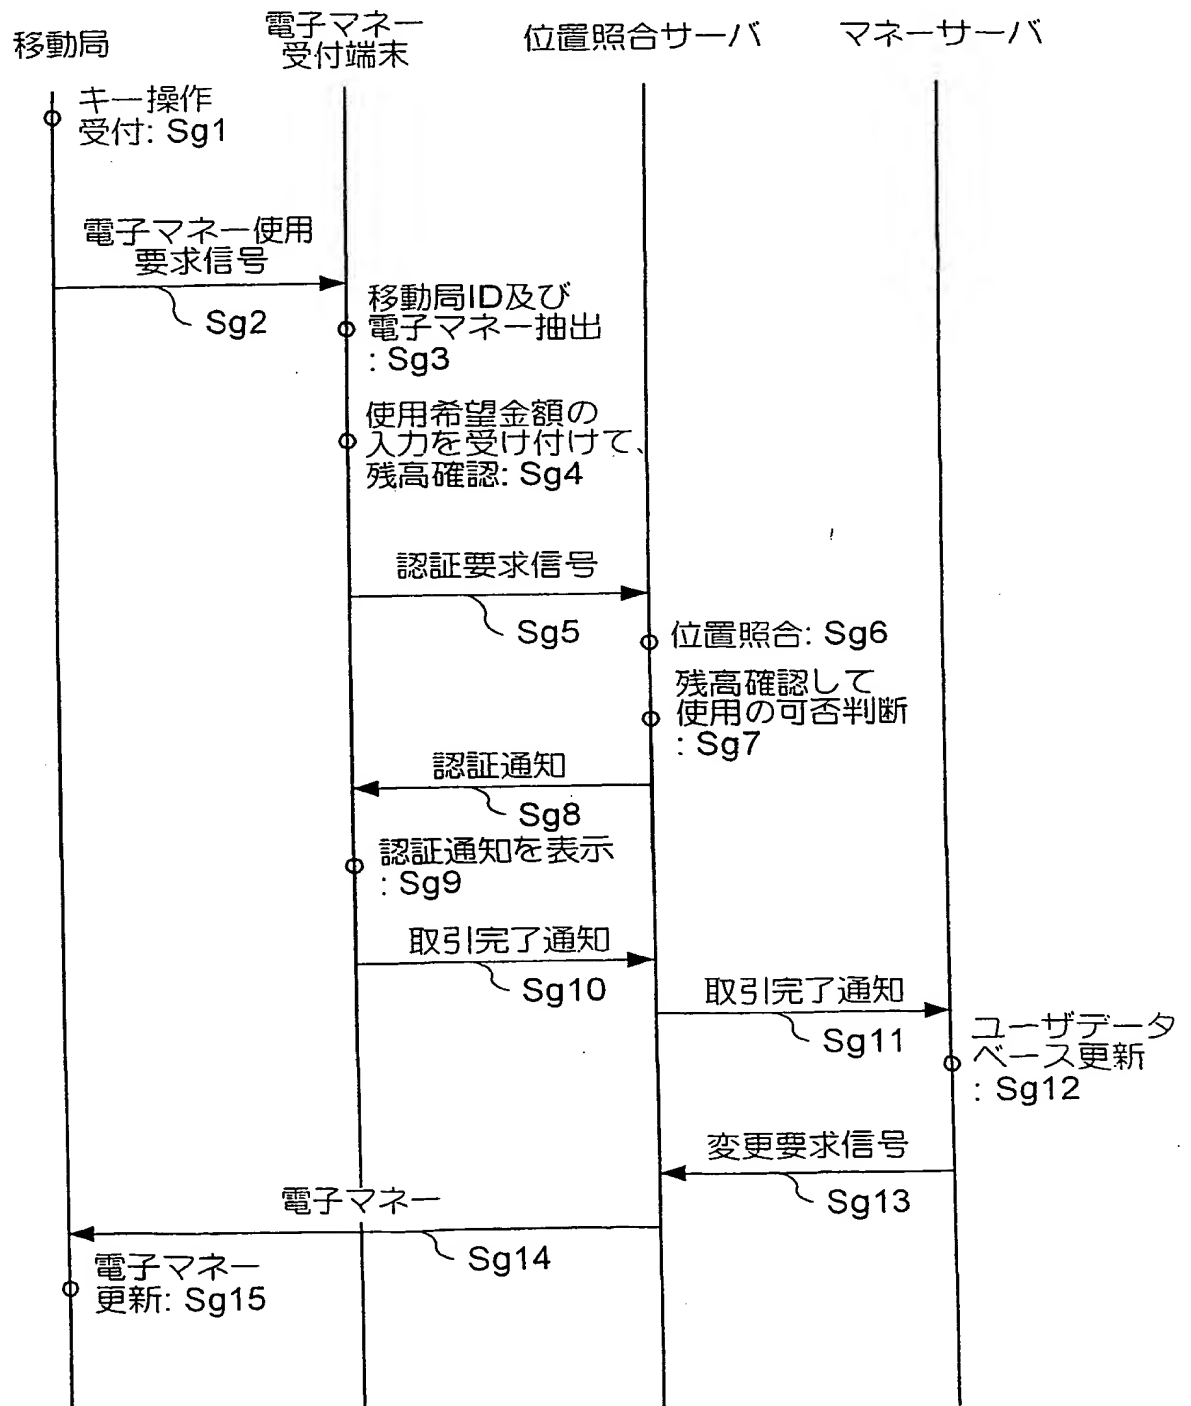 移動局
電子マネー
受付端末
位置照合サーバ
マネーサーバ
キー操作
受付: Sg1
電子マネー使用
要求信号
Sg2
移動局ID及び
電子マネー抽出
: Sg3
使用希望金額の
入力を受け付けて、
残高確認: Sg4
認証要求信号
Sg5
位置照合: Sg6
残高確認して
使用の可否判断
: Sg7
認証通知
Sg8
認証通知を表示
: Sg9
取引完了通知
Sg10
取引完了通知
Sg11
ユーザデータ
ベース更新
: Sg12
変更要求信号
Sg13
電子マネー
Sg14
電子マネー
更新: Sg15